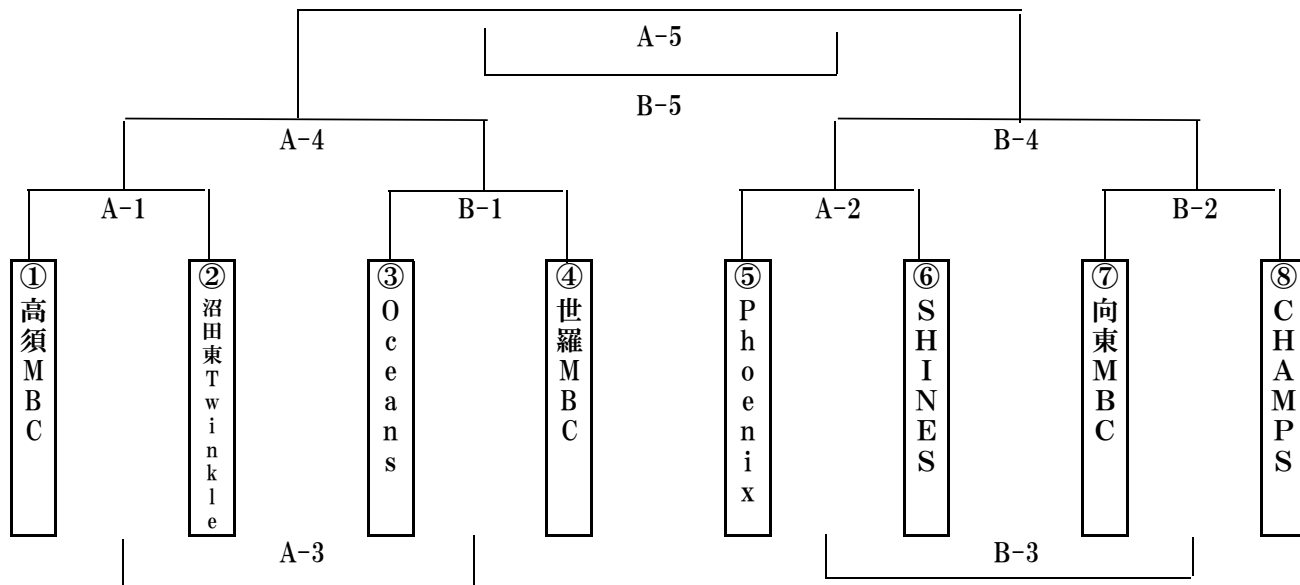 A-5
B-5
A-4
B-4
A-1
B-1
A-2
B-2
①高須MBC
②沼田東Twinkle
③Oceans
④世羅MBC
⑤Phoenix
⑥SHINES
⑦向東MBC
⑧CHAMPS
A-3
B-3